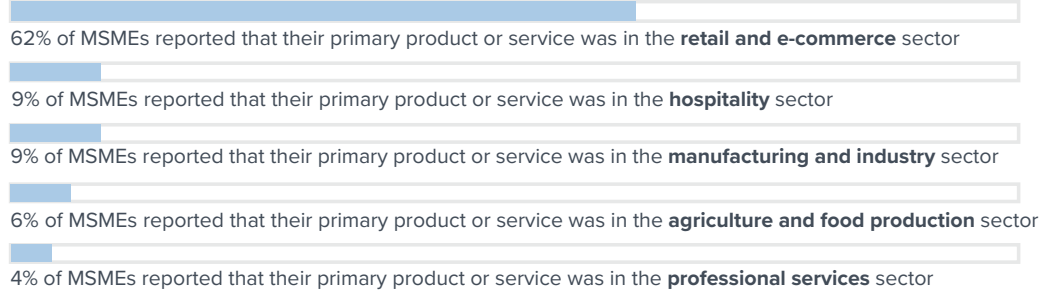 62% of MSMEs reported that their primary product or service was in the retail and e-commerce sector
9% of MSMEs reported that their primary product or service was in the hospitality sector
9% of MSMEs reported that their primary product or service was in the manufacturing and industry sector
6% of MSMEs reported that their primary product or service was in the agriculture and food production sector
4% of MSMEs reported that their primary product or service was in the professional services sector